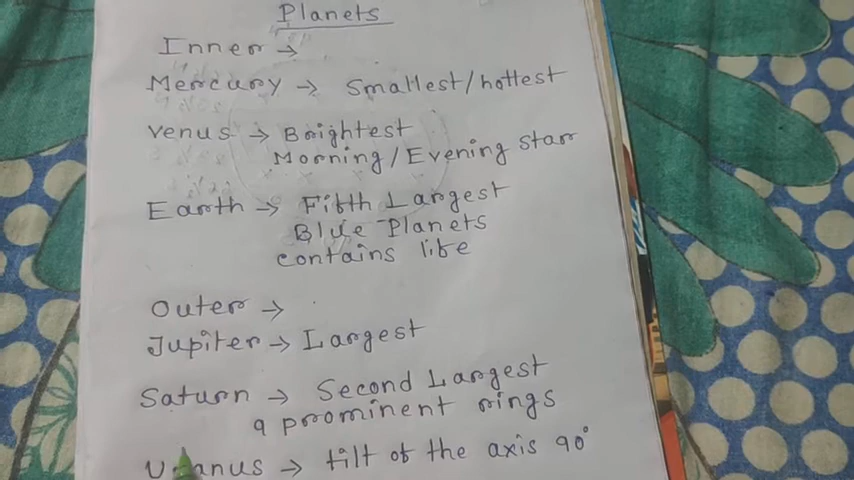 Planets
Inner →
Mercury → Smallest/hottest
Venus → Brightest
Morning/Evening star
Earth → Fifth Largest
Blue Planets
contains life
Outer →
Jupiter → Largest
Saturn → Second Largest
9 prominent rings
Uranus → tilt of the axis 90°